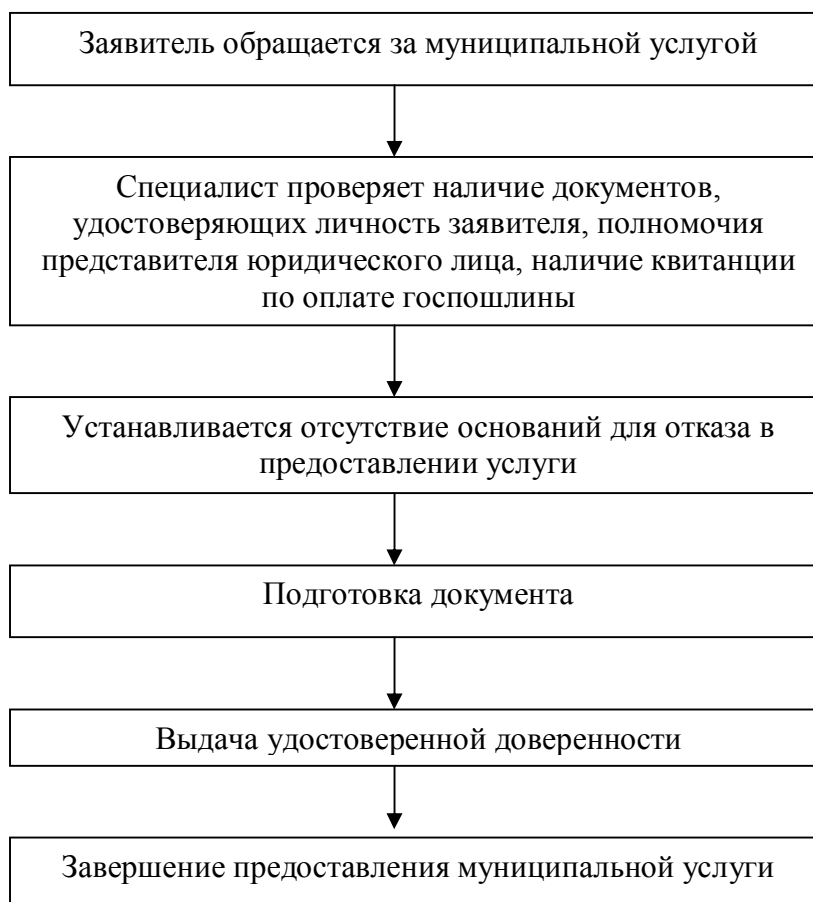 Заявитель обращается за муниципальной услугой
Специалист проверяет наличие документов,
удостоверяющих личность заявителя, полномочия
представителя юридического лица, наличие квитанции
по оплате госпошлины
Устанавливается отсутствие оснований для отказа в
предоставлении услуги
Подготовка документа
Выдача удостоверенной доверенности
Завершение предоставления муниципальной услуги